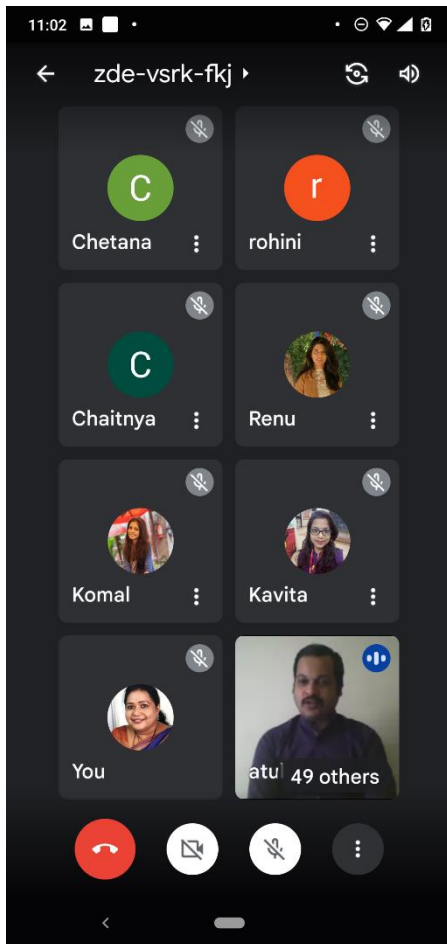 11:02
zde-vsrk-fkj
C
r
Chetana
rohini
C
Chaitnya
Renu
Komal
Kavita
You
atul 49 others